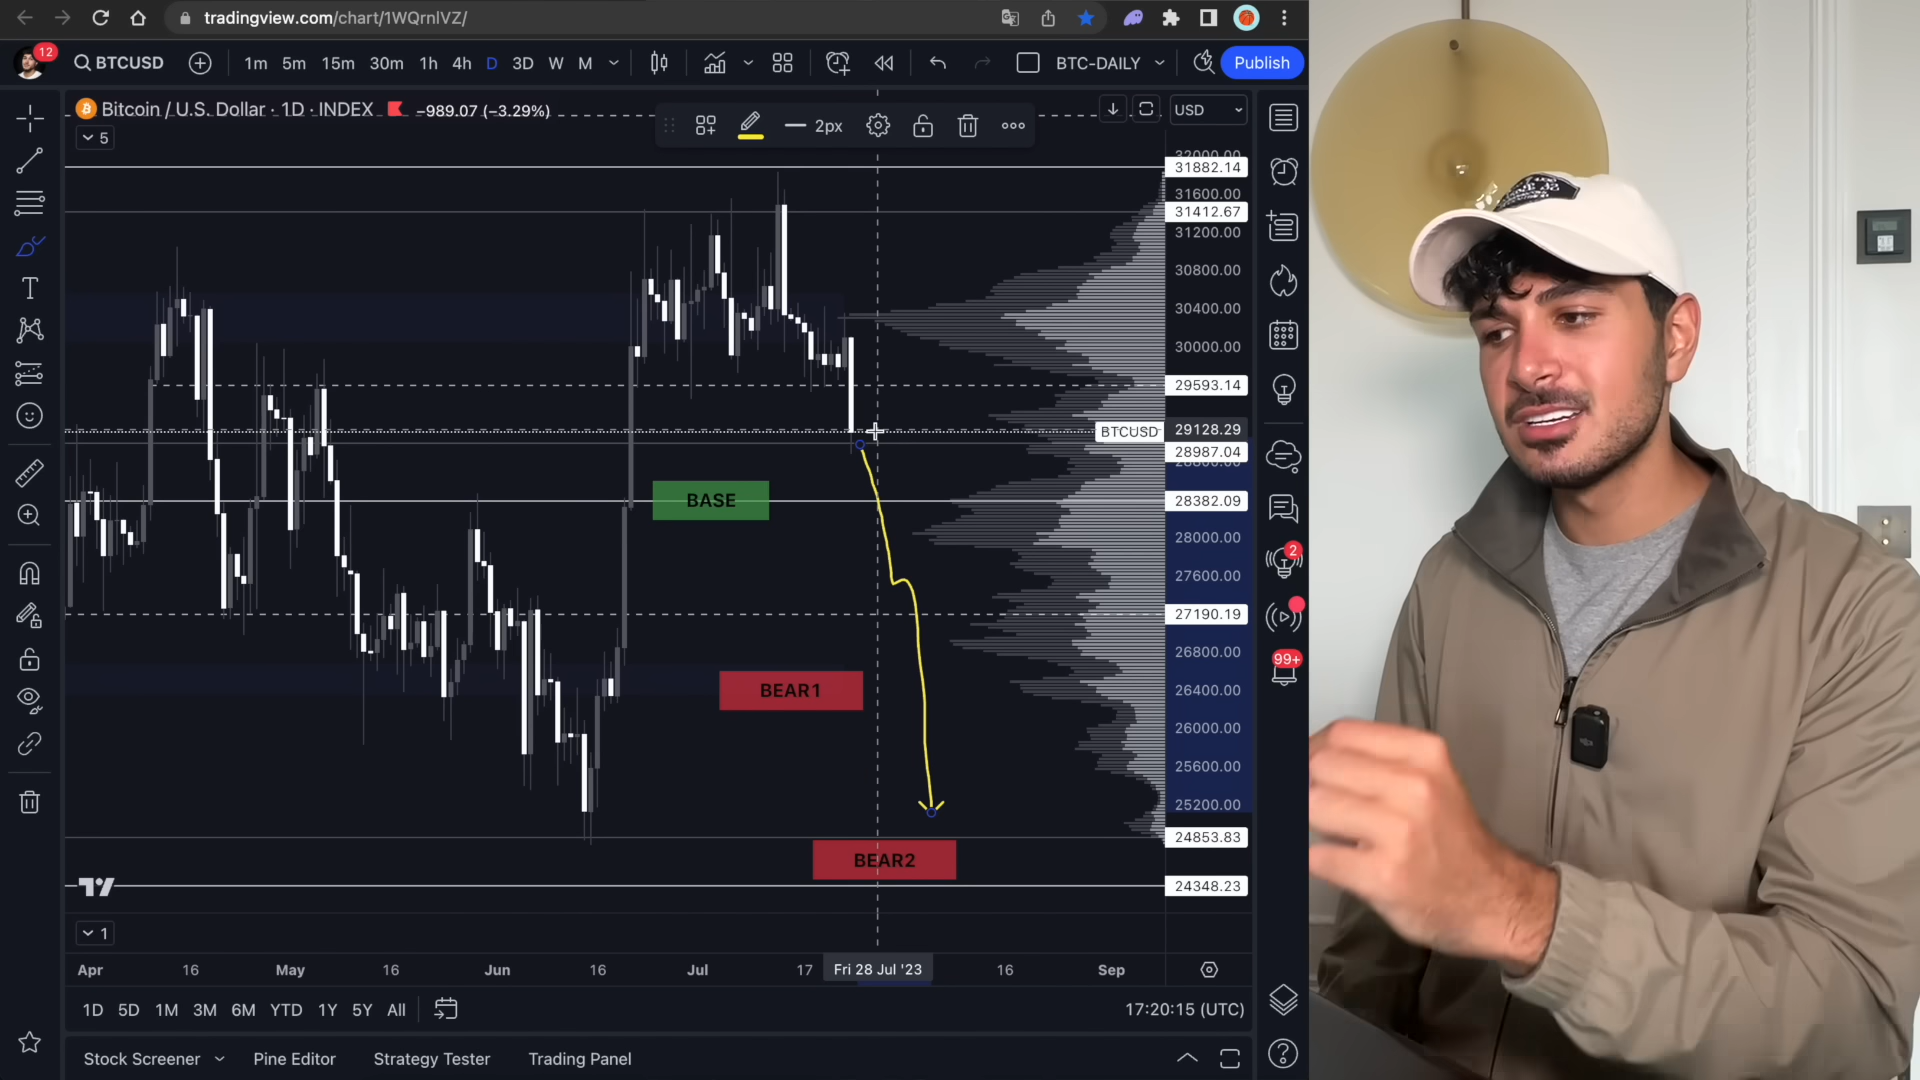 tradingview.com/chart/1WQrnlVZ/
12
BTCUSD
1m 5m 15m 30m 1h 4h D 3D W M
BTC-DAILY
Publish
Bitcoin / U.S. Dollar · 1D · INDEX
−989.07 (−3.29%)
2px
USD
5
32000.00
31882.14
31600.00
31412.67
31200.00
30800.00
30400.00
30000.00
29593.14
BTCUSD
29128.29
28987.04
28800.00
BASE
28382.09
28000.00
2
27600.00
27190.19
26800.00
99+
BEAR1
26400.00
26000.00
25600.00
25200.00
24853.83
BEAR2
24348.23
1
Apr 16 May 16 Jun 16 Jul 17 Fri 28 Jul '23 16 Sep
1D 5D 1M 3M 6M YTD 1Y 5Y All
17:20:15 (UTC)
Stock Screener Pine Editor Strategy Tester Trading Panel